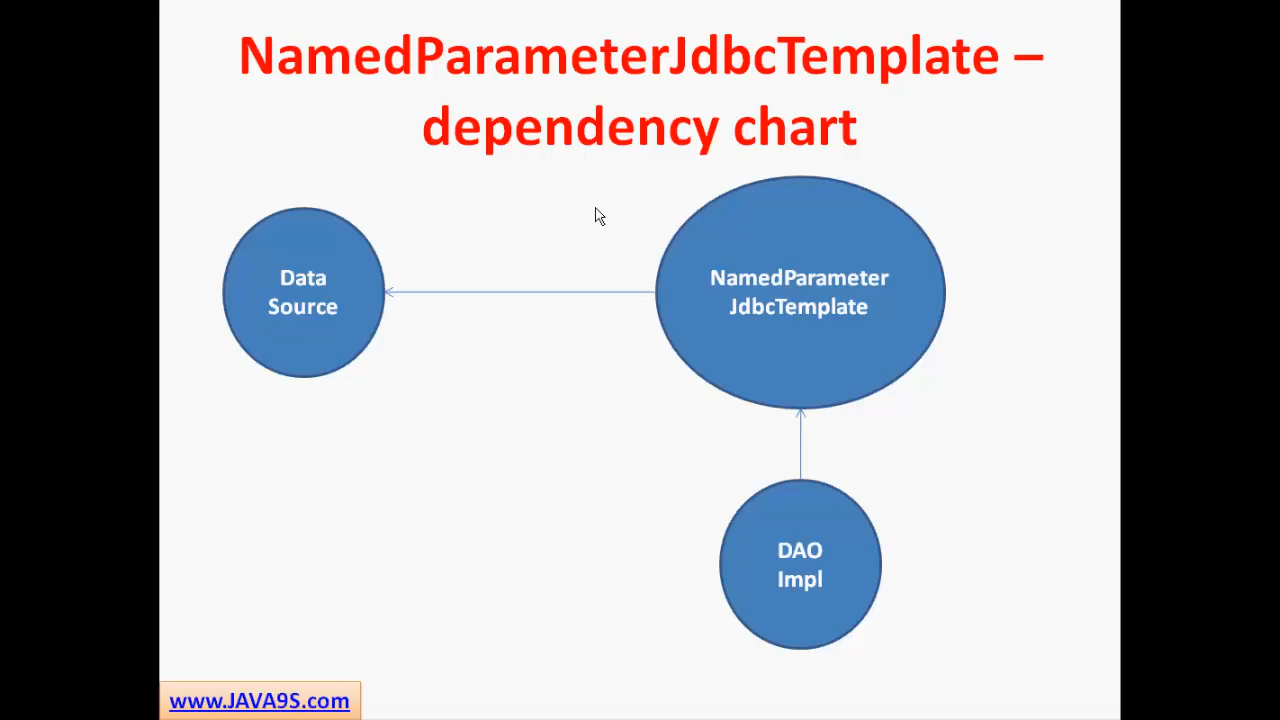 NamedParameterJdbcTemplate –
dependency chart
Data
Source
NamedParameter
JdbcTemplate
DAO
Impl
www.JAVA9S.com